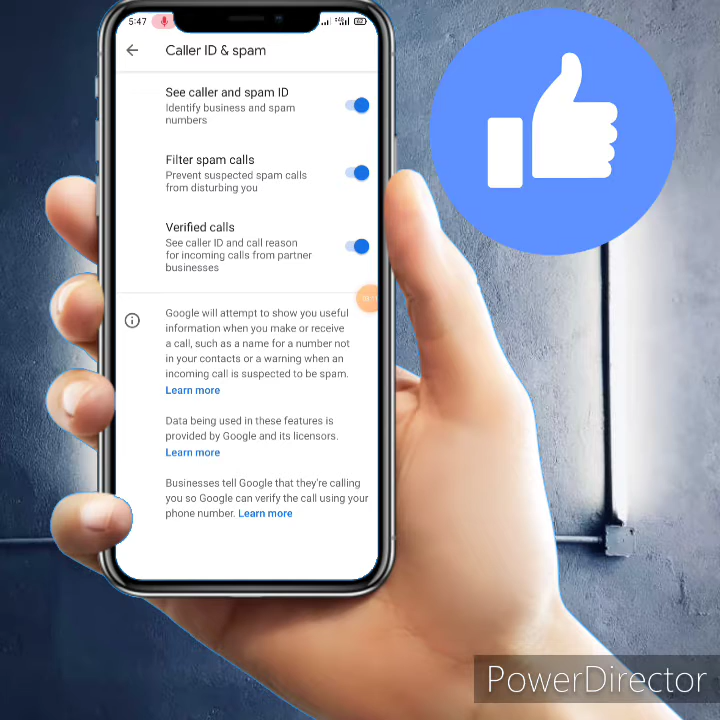 5:47
Caller ID & spam
See caller and spam ID
Identify business and spam
numbers
Filter spam calls
Prevent suspected spam calls
from disturbing you
Verified calls
See caller ID and call reason
for incoming calls from partner
businesses
Google will attempt to show you useful
information when you make or receive
a call, such as a name for a number not
in your contacts or a warning when an
incoming call is suspected to be spam.
Learn more
Data being used in these features is
provided by Google and its licensors.
Learn more
Businesses tell Google that they're calling
you so Google can verify the call using your
phone number. Learn more
PowerDirector